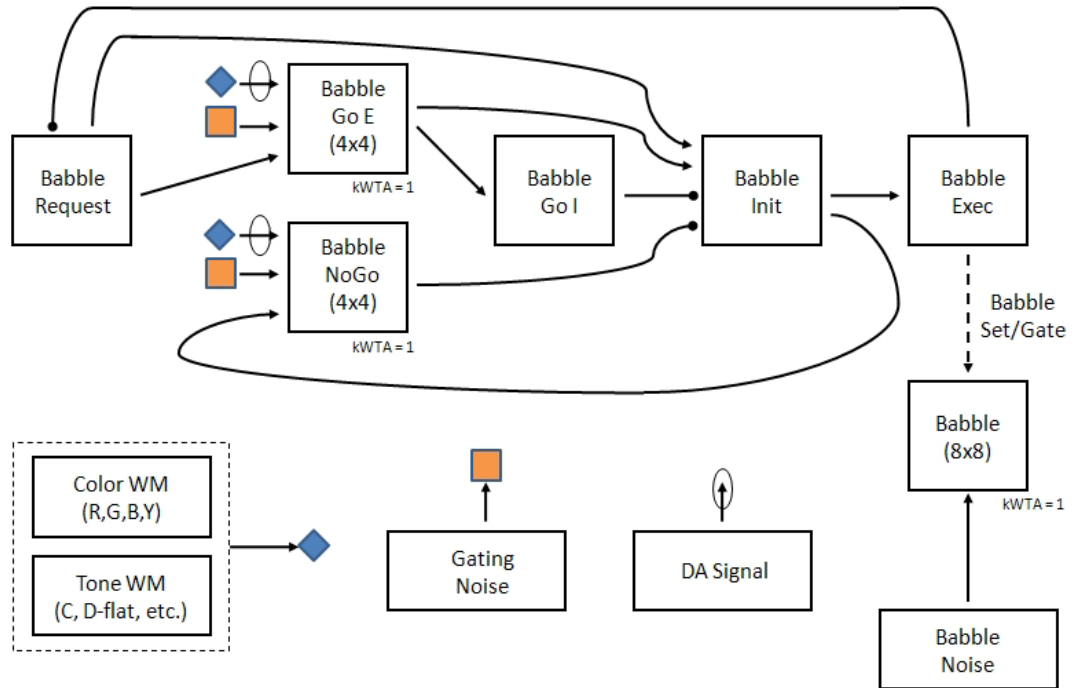 Babble
Request
Babble
Go E
(4x4)
kWTA = 1
Babble
Go I
Babble
Init
Babble
Exec
Babble
NoGo
(4x4)
kWTA = 1
Babble
Set/Gate
Babble
(8x8)
kWTA = 1
Color WM
(R,G,B,Y)
Tone WM
(C, D-flat, etc.)
Gating
Noise
DA Signal
Babble
Noise